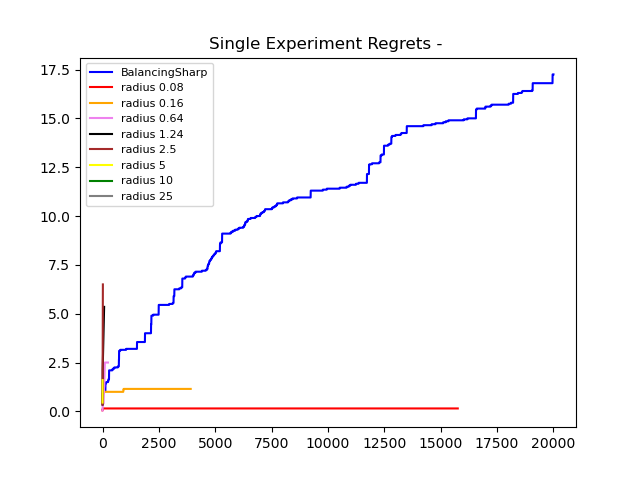 Single Experiment Regrets -
17.5
15.0
12.5
10.0
7.5
5.0
2.5
0.0
BalancingSharp
radius 0.08
radius 0.16
radius 0.64
radius 1.24
radius 2.5
radius 5
radius 10
radius 25
0 2500 5000 7500 10000 12500 15000 17500 20000